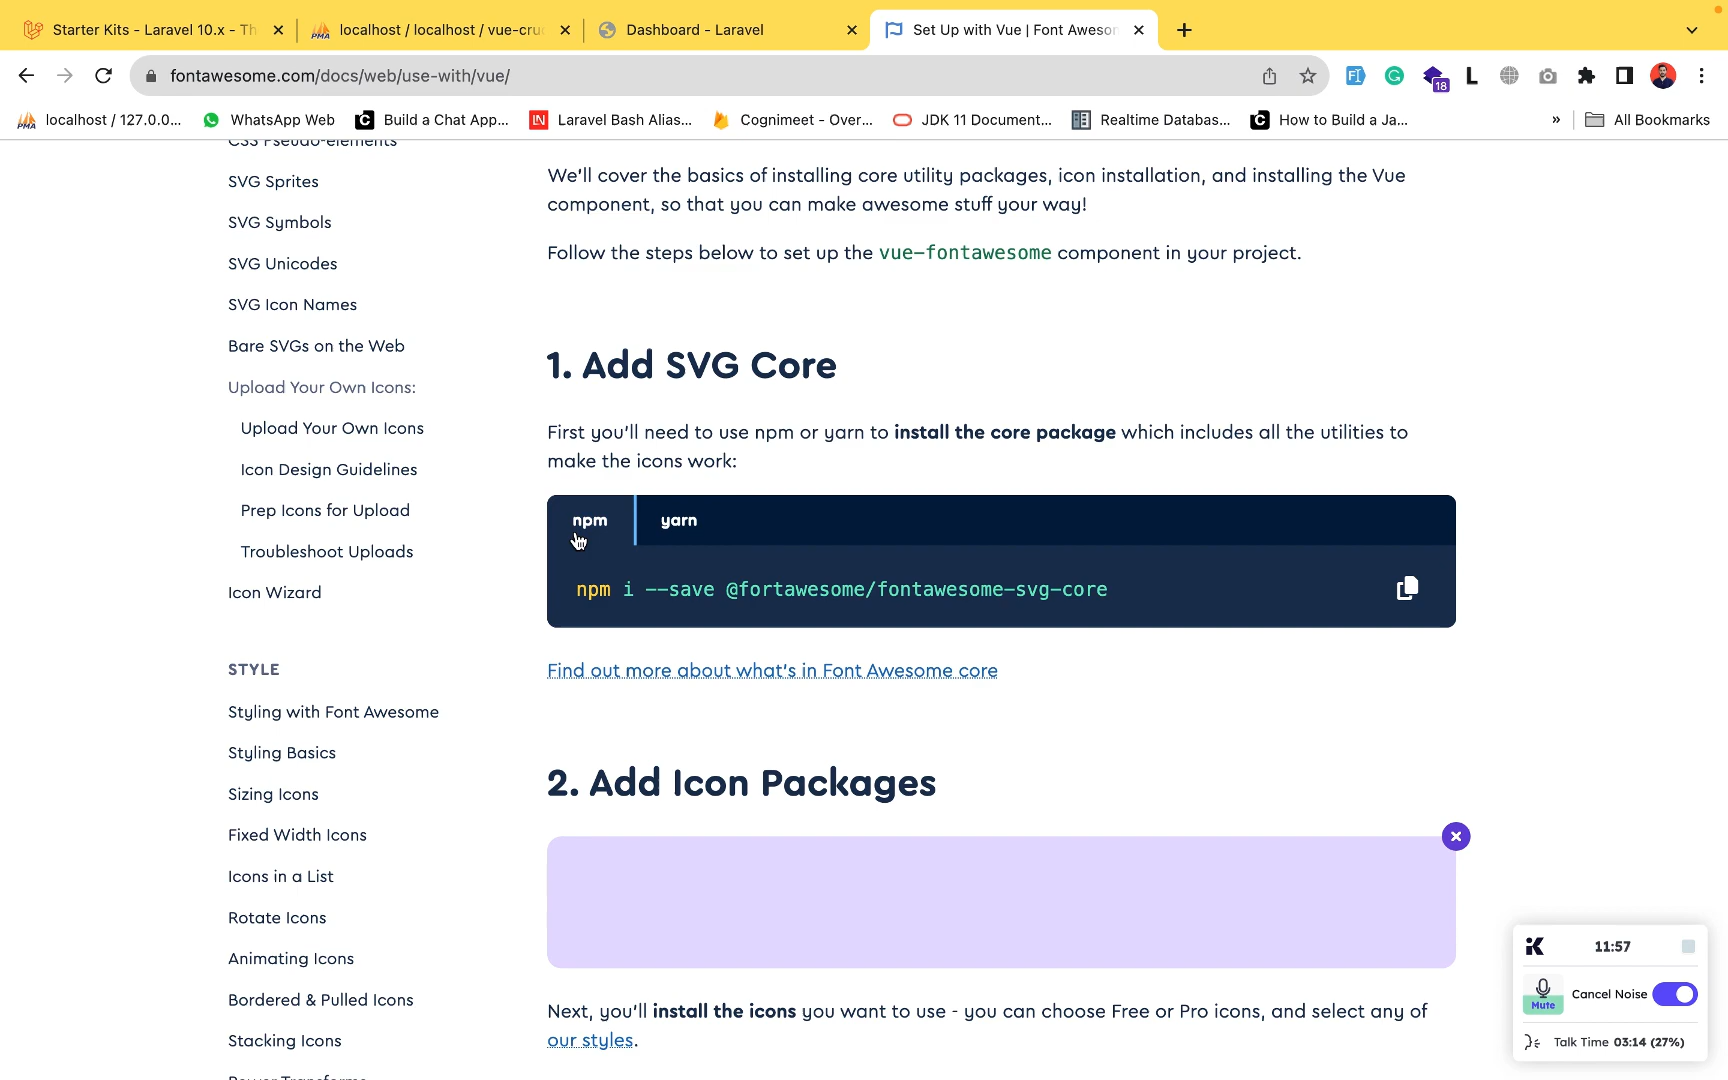 Starter Kits - Laravel 10.x - Th
localhost / localhost / vue-cru
Dashboard - Laravel
Set Up with Vue | Font Aweso
fontawesome.com/docs/web/use-with/vue/
18
localhost / 127.0.0...
WhatsApp Web
Build a Chat App...
Laravel Bash Alias...
Cognimeet - Over...
JDK 11 Document...
Realtime Databas...
How to Build a Ja...
»
All Bookmarks
CSS Pseudo-elements
SVG Sprites
SVG Symbols
SVG Unicodes
SVG Icon Names
Bare SVGs on the Web
Upload Your Own Icons:
Upload Your Own Icons
Icon Design Guidelines
Prep Icons for Upload
Troubleshoot Uploads
Icon Wizard
STYLE
Styling with Font Awesome
Styling Basics
Sizing Icons
Fixed Width Icons
Icons in a List
Rotate Icons
Animating Icons
Bordered & Pulled Icons
Stacking Icons
Power Transforms
We'll cover the basics of installing core utility packages, icon installation, and installing the Vue
component, so that you can make awesome stuff your way!
Follow the steps below to set up the vue-fontawesome component in your project.
1. Add SVG Core
First you'll need to use npm or yarn to install the core package which includes all the utilities to
make the icons work:
npm
yarn
npm i --save @fortawesome/fontawesome-svg-core
Find out more about what's in Font Awesome core
2. Add Icon Packages
Next, you'll install the icons you want to use - you can choose Free or Pro icons, and select any of
our styles.
11:57
Mute
Cancel Noise
Talk Time 03:14 (27%)